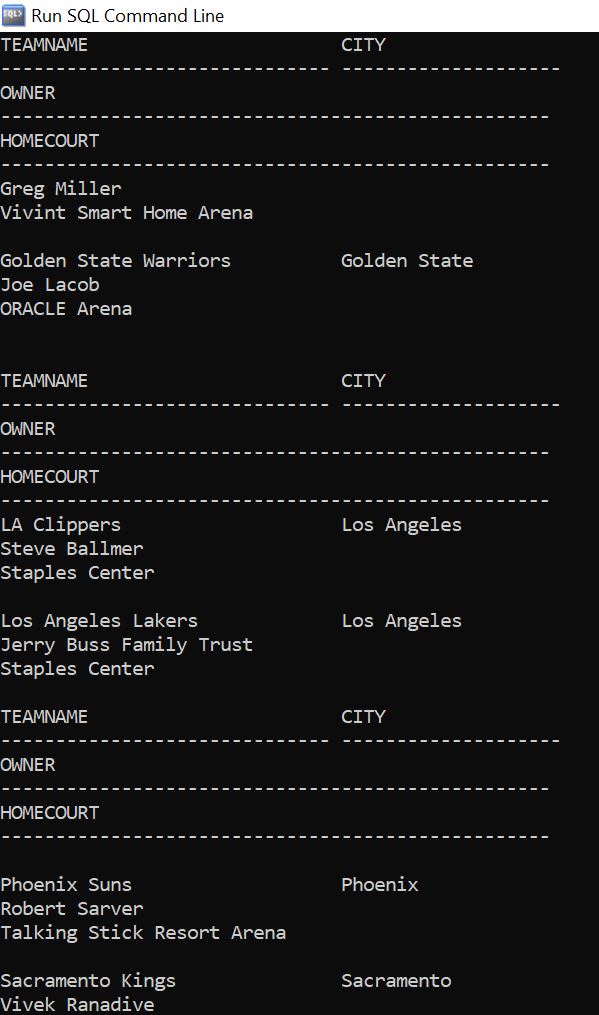 Run SQL Command Line
TEAMNAME CITY
------------------------------ --------------------
OWNER
--------------------------------------------------
HOMECOURT
--------------------------------------------------
Greg Miller
Vivint Smart Home Arena
Golden State Warriors Golden State
Joe Lacob
ORACLE Arena
TEAMNAME CITY
------------------------------ --------------------
OWNER
--------------------------------------------------
HOMECOURT
--------------------------------------------------
LA Clippers Los Angeles
Steve Ballmer
Staples Center
Los Angeles Lakers Los Angeles
Jerry Buss Family Trust
Staples Center
TEAMNAME CITY
------------------------------ --------------------
OWNER
--------------------------------------------------
HOMECOURT
--------------------------------------------------
Phoenix Suns Phoenix
Robert Sarver
Talking Stick Resort Arena
Sacramento Kings Sacramento
Vivek Ranadive